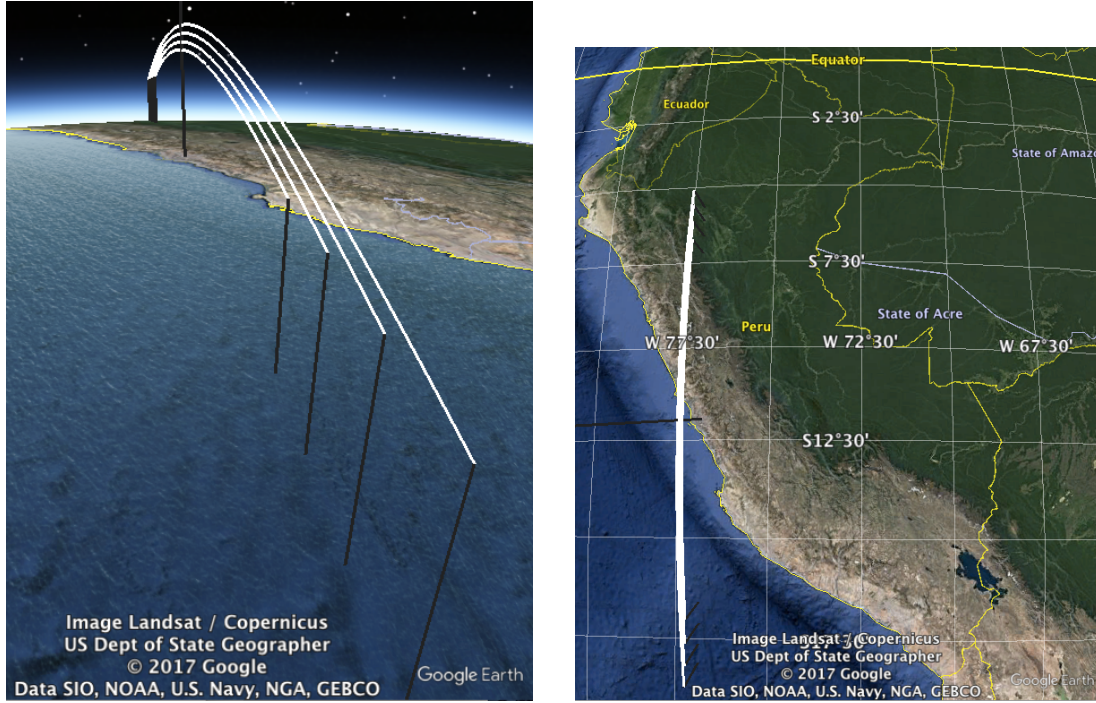 Image Landsat / Copernicus
US Dept of State Geographer
© 2017 Google
Data SIO, NOAA, U.S. Navy, NGA, GEBCO
Google Earth
Equator
Ecuador
S 2°30'
State of Amazo
S 7°30'
State of Acre
Peru
W 77°30'
W 72°30'
W 67°30'
S12°30'
Image Landsat / Copernicus
US Dept of State Geographer
© 2017 Google
Data SIO, NOAA, U.S. Navy, NGA, GEBCO
Google Earth